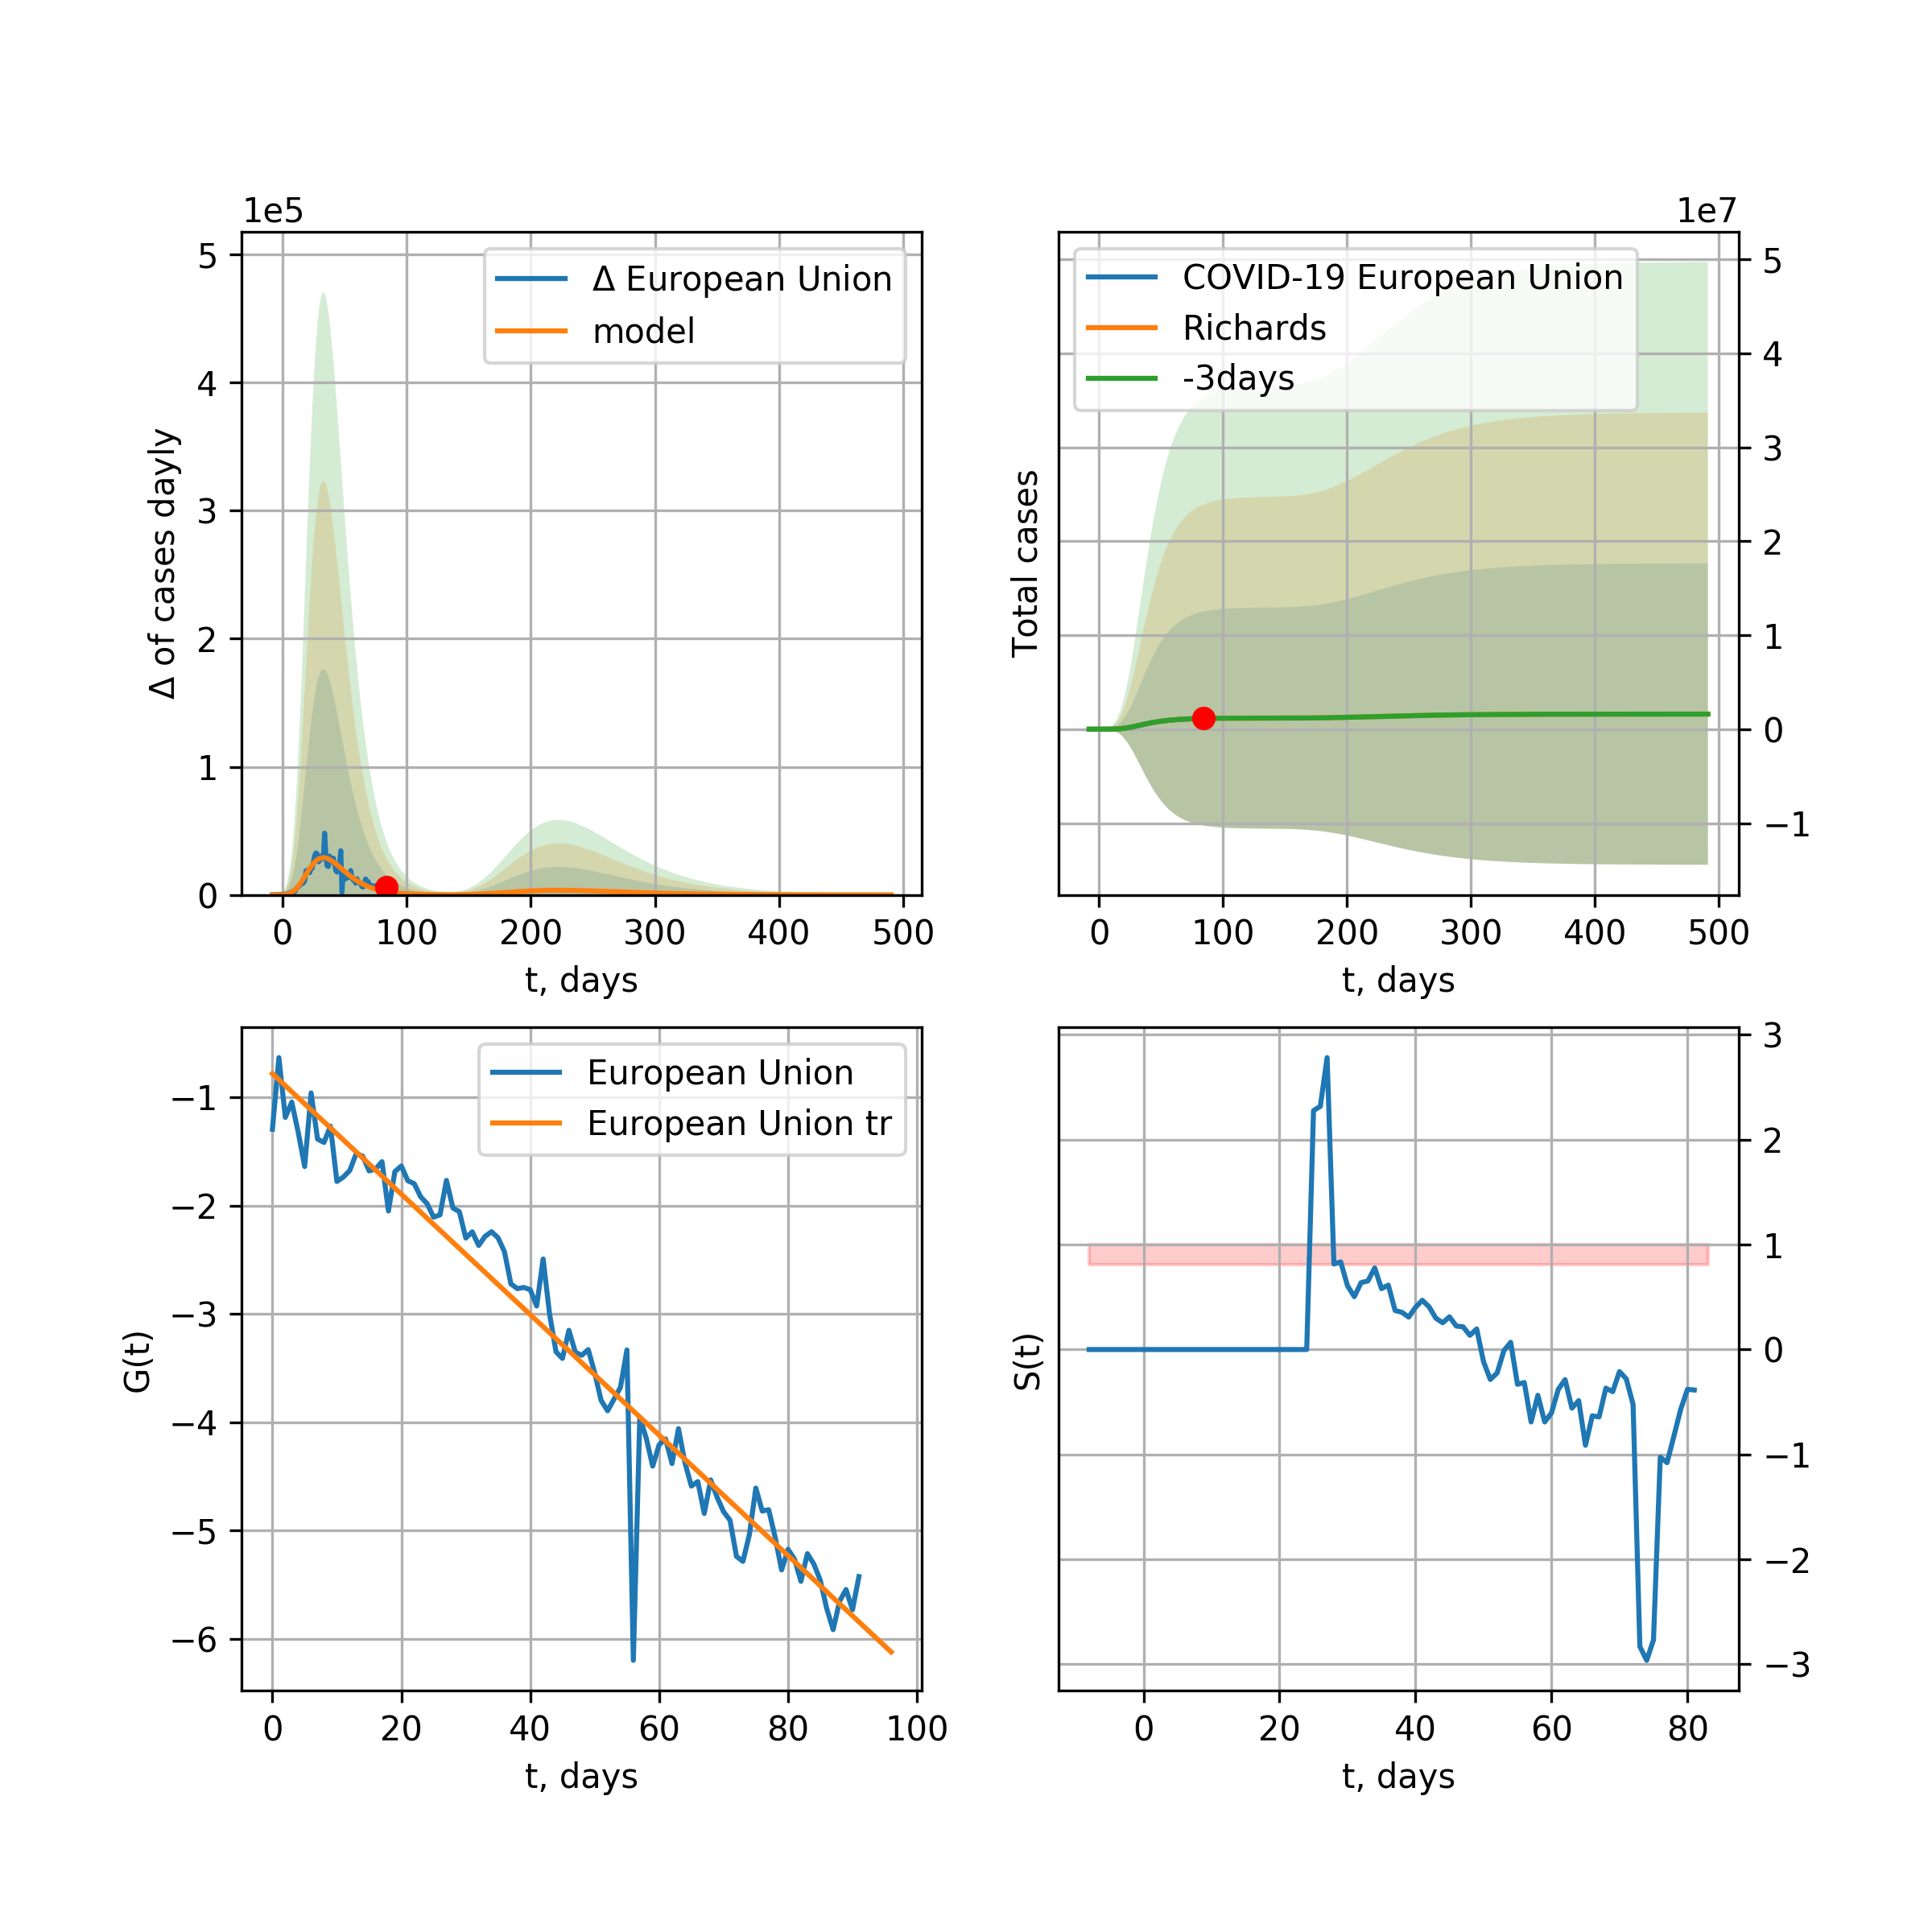 1e5
5
4
3
2
1
0
Δ of cases dayly
Δ European Union
model
0 100 200 300 400 500
t, days
1e7
5
4
3
2
1
0
−1
Total cases
COVID-19 European Union
Richards
-3days
0 100 200 300 400 500
t, days
−1
−2
−3
−4
−5
−6
G(t)
European Union
European Union tr
0 20 40 60 80 100
t, days
3
2
1
0
−1
−2
−3
S(t)
0 20 40 60 80
t, days